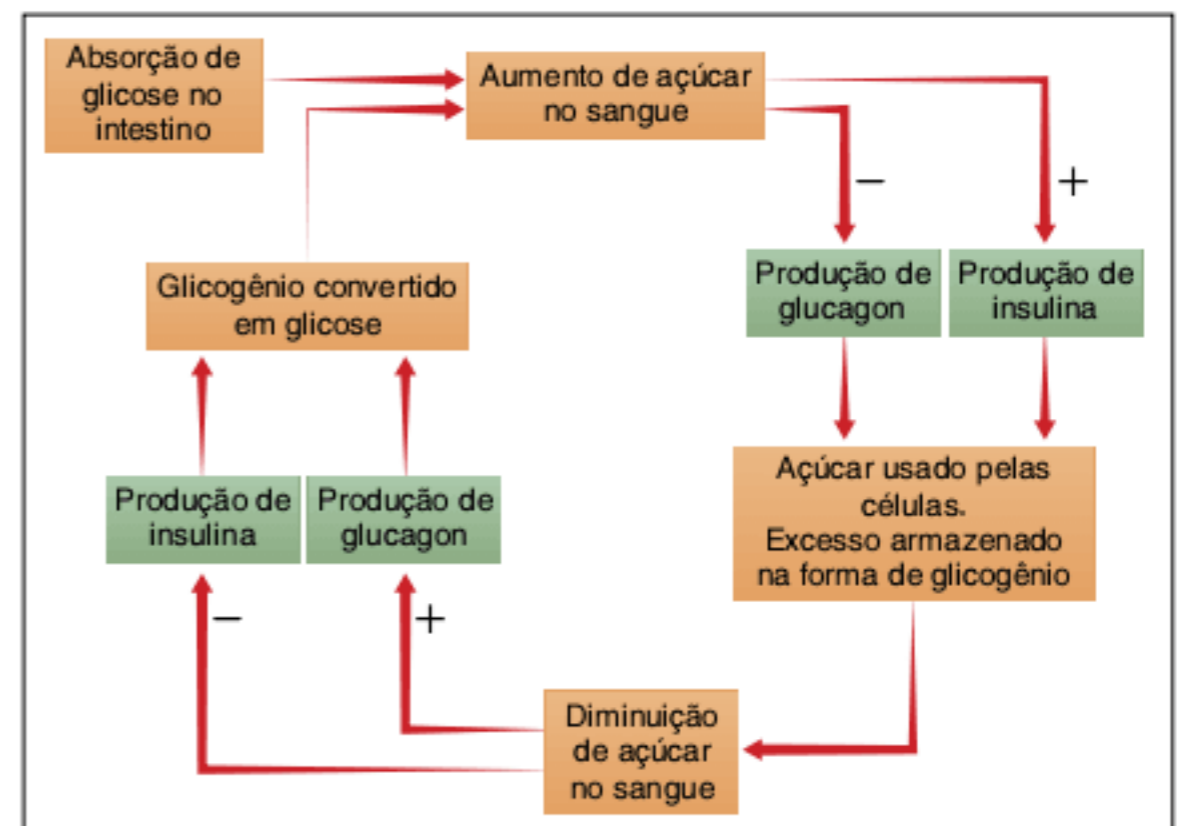 Absorção de
glicose no
intestino
Aumento de açúcar
no sangue
−
+
Produção de
glucagon
Produção de
insulina
Glicogênio convertido
em glicose
Produção de
insulina
Produção de
glucagon
Açúcar usado pelas
células.
Excesso armazenado
na forma de glicogênio
−
+
Diminuição
de açúcar
no sangue